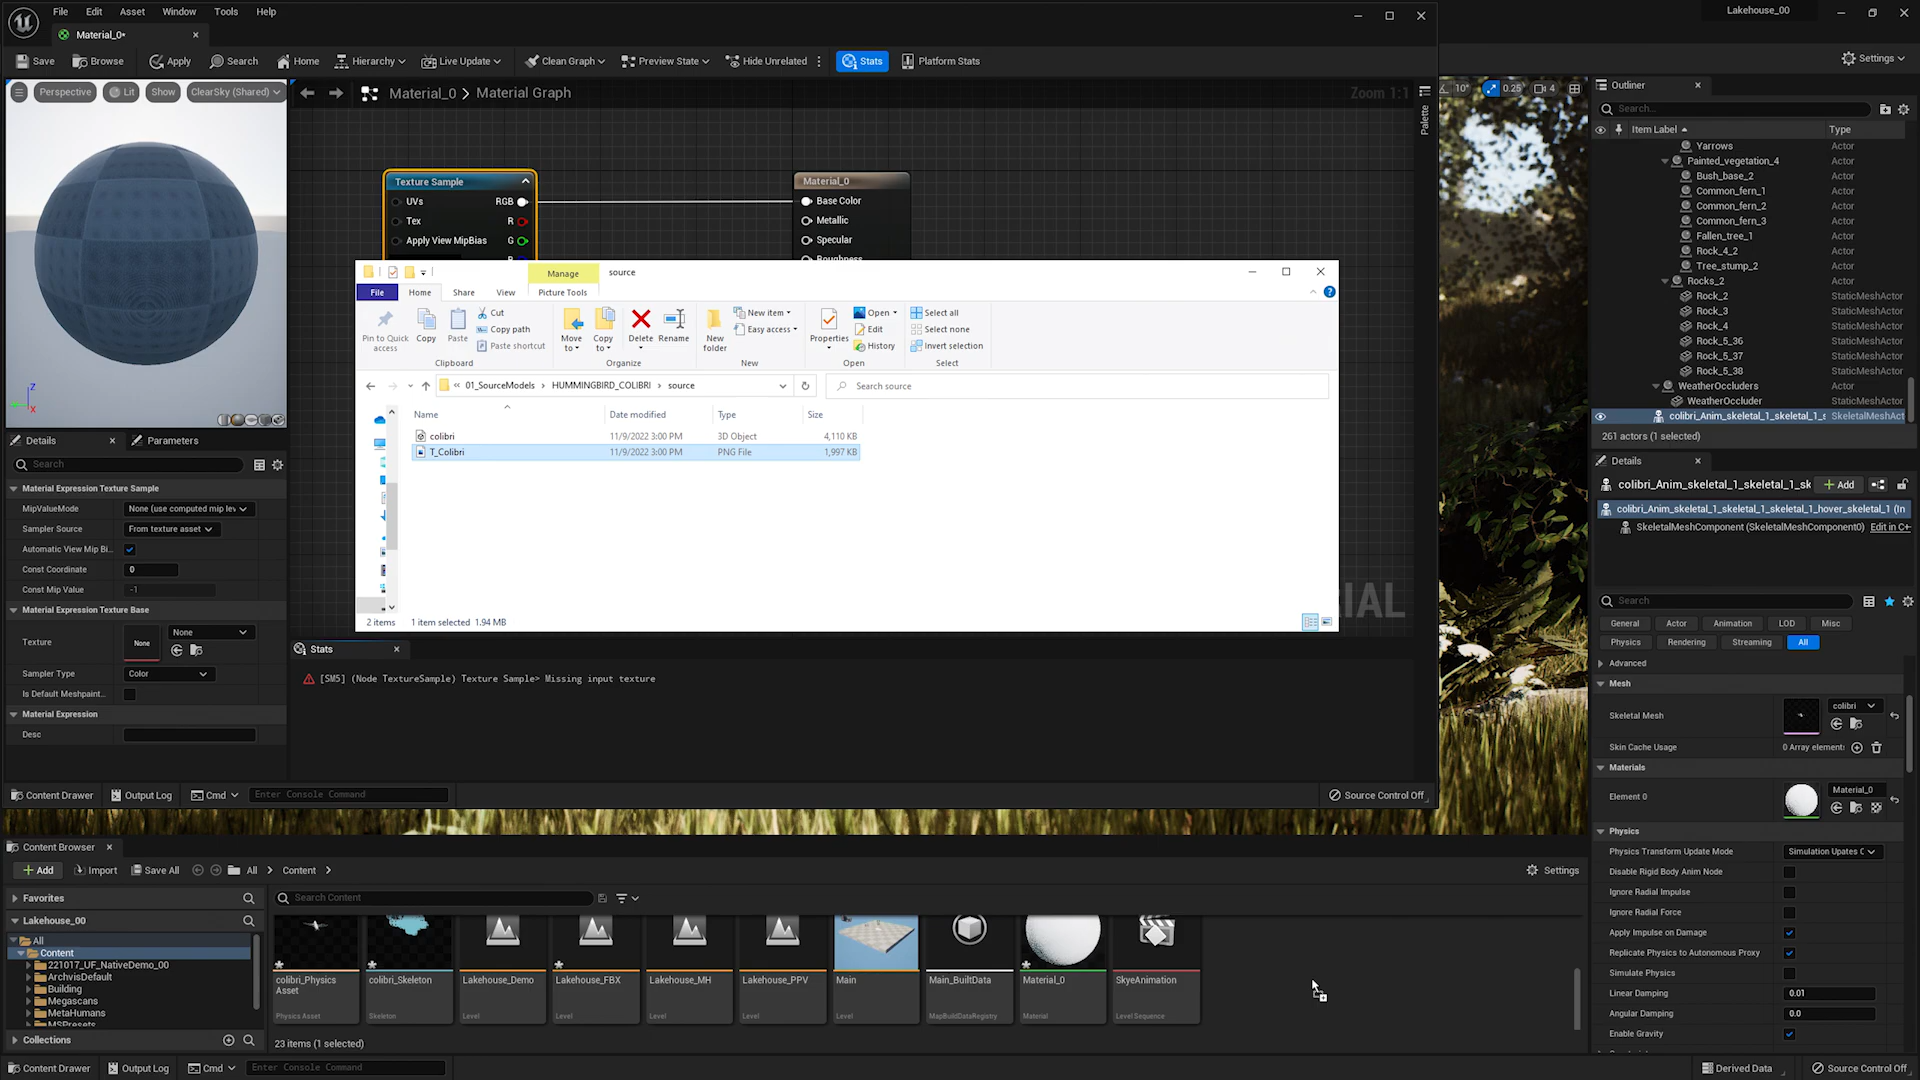 File Edit Asset Window Tools Help
Lakehouse_00
Material_0*
Save Browse Apply Search Home Hierarchy Live Update Clean Graph Preview State Hide Unrelated Stats Platform Stats
Settings
Perspective Lit Show ClearSky (Shared)
Material_0 > Material Graph
Zoom 1:1
Palette
10° 0.25 4
Outliner
Search...
Item Label Type
Yarrows Actor
Painted_vegetation_4 Actor
Bush_base_2 Actor
Common_fern_1 Actor
Common_fern_2 Actor
Common_fern_3 Actor
Fallen_tree_1 Actor
Rock_4_2 Actor
Tree_stump_2 Actor
Rocks_2 Actor
Rock_2 StaticMeshActor
Rock_3 StaticMeshActor
Rock_4 StaticMeshActor
Rock_5_36 StaticMeshActor
Rock_5_37 StaticMeshActor
Rock_5_38 StaticMeshActor
WeatherOccluders Actor
WeatherOccluder StaticMeshActor
colibri_Anim_skeletal_1_skeletal_1_s SkeletalMeshAct
261 actors (1 selected)
Texture Sample
UVs RGB
Tex R
Apply View MipBias G
B
Material_0
Base Color
Metallic
Specular
Roughness
Manage source
File Home Share View Picture Tools
Pin to Quick access Copy Paste Cut Copy path Paste shortcut
Clipboard
Move to Copy to Delete Rename
Organize
New folder New item Easy access
New
Properties Open Edit History
Open
Select all Select none Invert selection
Select
« 01_SourceModels > HUMMINGBIRD_COLIBRI > source
Search source
Name Date modified Type Size
colibri 11/9/2022 3:00 PM 3D Object 4,110 KB
T_Colibri 11/9/2022 3:00 PM PNG File 1,997 KB
2 items 1 item selected 1.94 MB
IAL
Details Parameters
Search
Material Expression Texture Sample
MipValueMode None (use computed mip lev
Sampler Source From texture asset
Automatic View Mip Bi...
Const Coordinate 0
Const Mip Value -1
Material Expression Texture Base
Texture None None
Sampler Type Color
Is Default Meshpaint...
Material Expression
Desc
Stats
[SM5] (Node TextureSample) Texture Sample> Missing input texture
Content Drawer Output Log Cmd Enter Console Command Source Control Off
Details
colibri_Anim_skeletal_1_skeletal_1_sk Add
colibri_Anim_skeletal_1_skeletal_1_skeletal_1_hover_skeletal_1 (In
SkeletalMeshComponent (SkeletalMeshComponent0) Edit in C+
Search
General Actor Animation LOD Misc
Physics Rendering Streaming All
Advanced
Mesh
Skeletal Mesh colibri
Skin Cache Usage 0 Array element
Materials
Element 0 Material_0
Physics
Physics Transform Update Mode Simulation Upates C
Disable Rigid Body Anim Node
Ignore Radial Impulse
Ignore Radial Force
Apply Impulse on Damage
Replicate Physics to Autonomous Proxy
Simulate Physics
Linear Damping 0.01
Angular Damping 0.0
Enable Gravity
Content Browser
Add Import Save All All > Content > Settings
Favorites
Search Content
Lakehouse_00
All
Content
221017_UF_NativeDemo_00
ArchvisDefault
Building
Megascans
MetaHumans
MSPresets
Collections
colibri_Physics Asset Physics Asset
colibri_Skeleton Skeleton
Lakehouse_Demo Level
Lakehouse_FBX Level
Lakehouse_MH Level
Lakehouse_PPV Level
Main Level
Main_BuiltData MapBuildDataRegistry
Material_0 Material
SkyeAnimation Level Sequence
23 items (1 selected)
Content Drawer Output Log Cmd Enter Console Command Derived Data Source Control Off